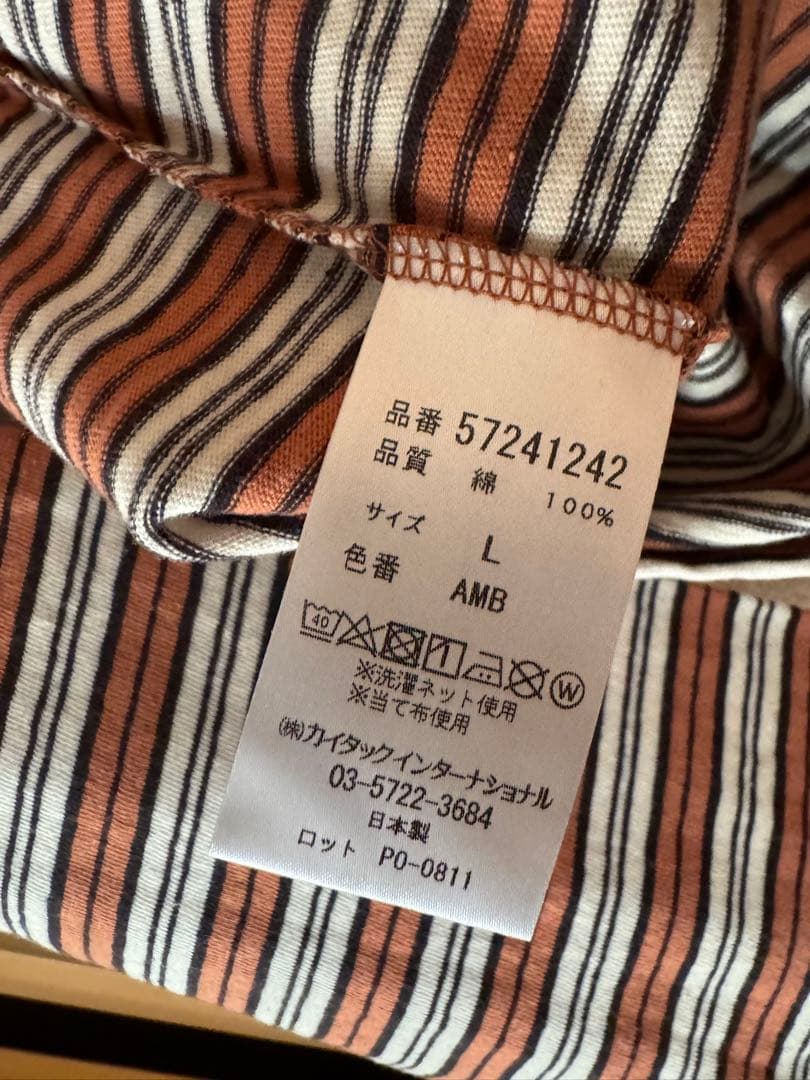 品番 57241242
品質 綿 100%
サイズ L
色番 AMB
40 W
※洗濯ネット使用
※当て布使用
(株)カイタックインターナショナル
03-5722-3684
日本製
ロット PO-0811